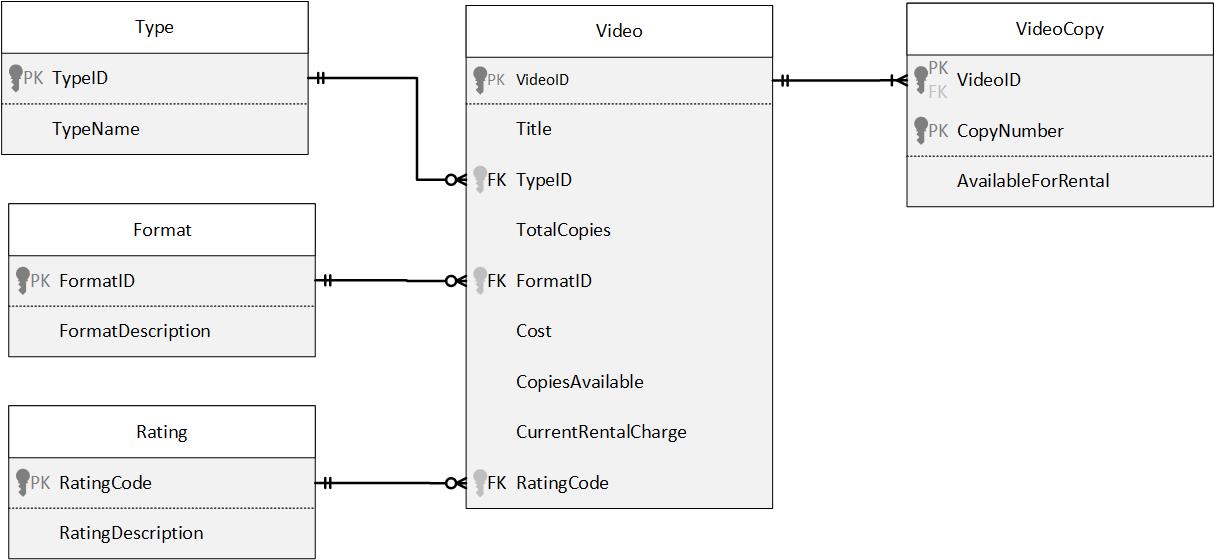 Type
PK TypeID
TypeName
Format
PK FormatID
FormatDescription
Rating
PK RatingCode
RatingDescription
Video
PK VideoID
Title
FK TypeID
TotalCopies
FK FormatID
Cost
CopiesAvailable
CurrentRentalCharge
FK RatingCode
VideoCopy
PK
FK VideoID
PK CopyNumber
AvailableForRental